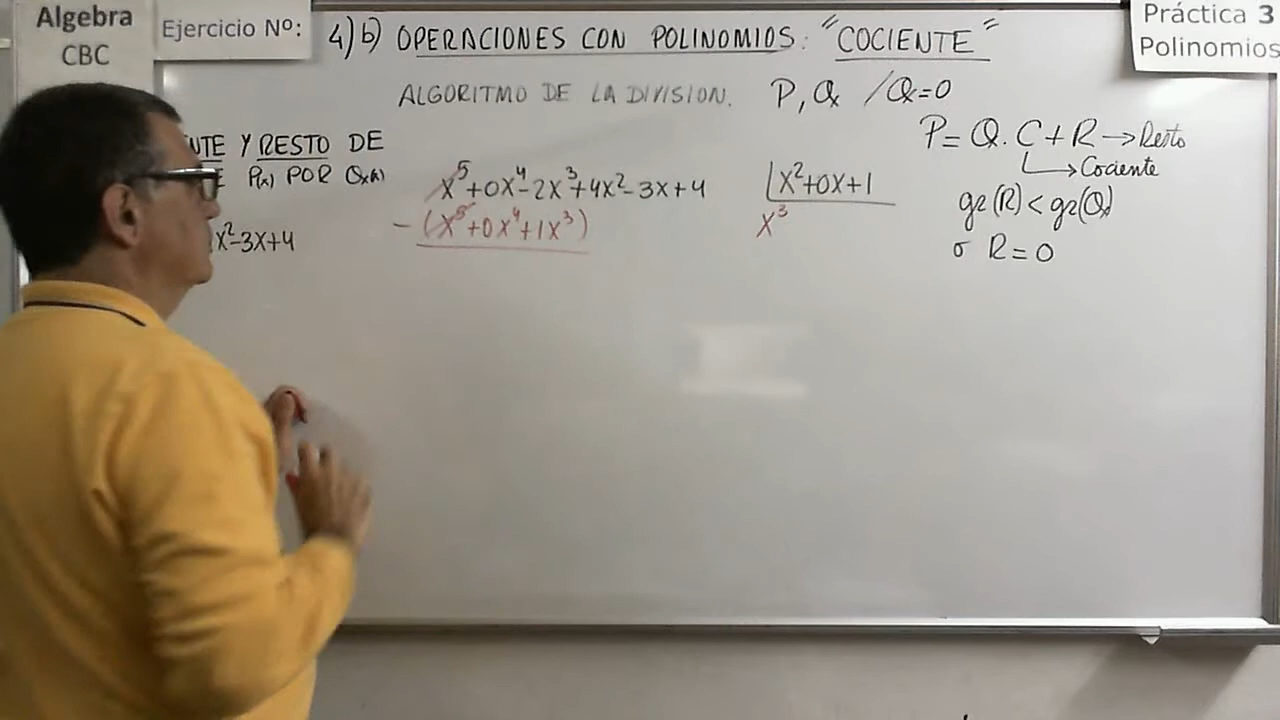 Algebra
CBC
Ejercicio Nº:
4) b) OPERACIONES CON POLINOMIOS: "COCIENTE"
Práctica 3
Polinomios
ALGORITMO DE LA DIVISION. P, Q / Q=0
NTE Y RESTO DE
P(x) POR Q(x)
x²-3x+4
x⁵+0x⁴-2x³+4x²-3x+4 |x²+0x+1
-(x⁵+0x⁴+1x³) x³
P=Q.C+R→Resto
↳Cociente
gr(R)<gr(Q)
o R=0